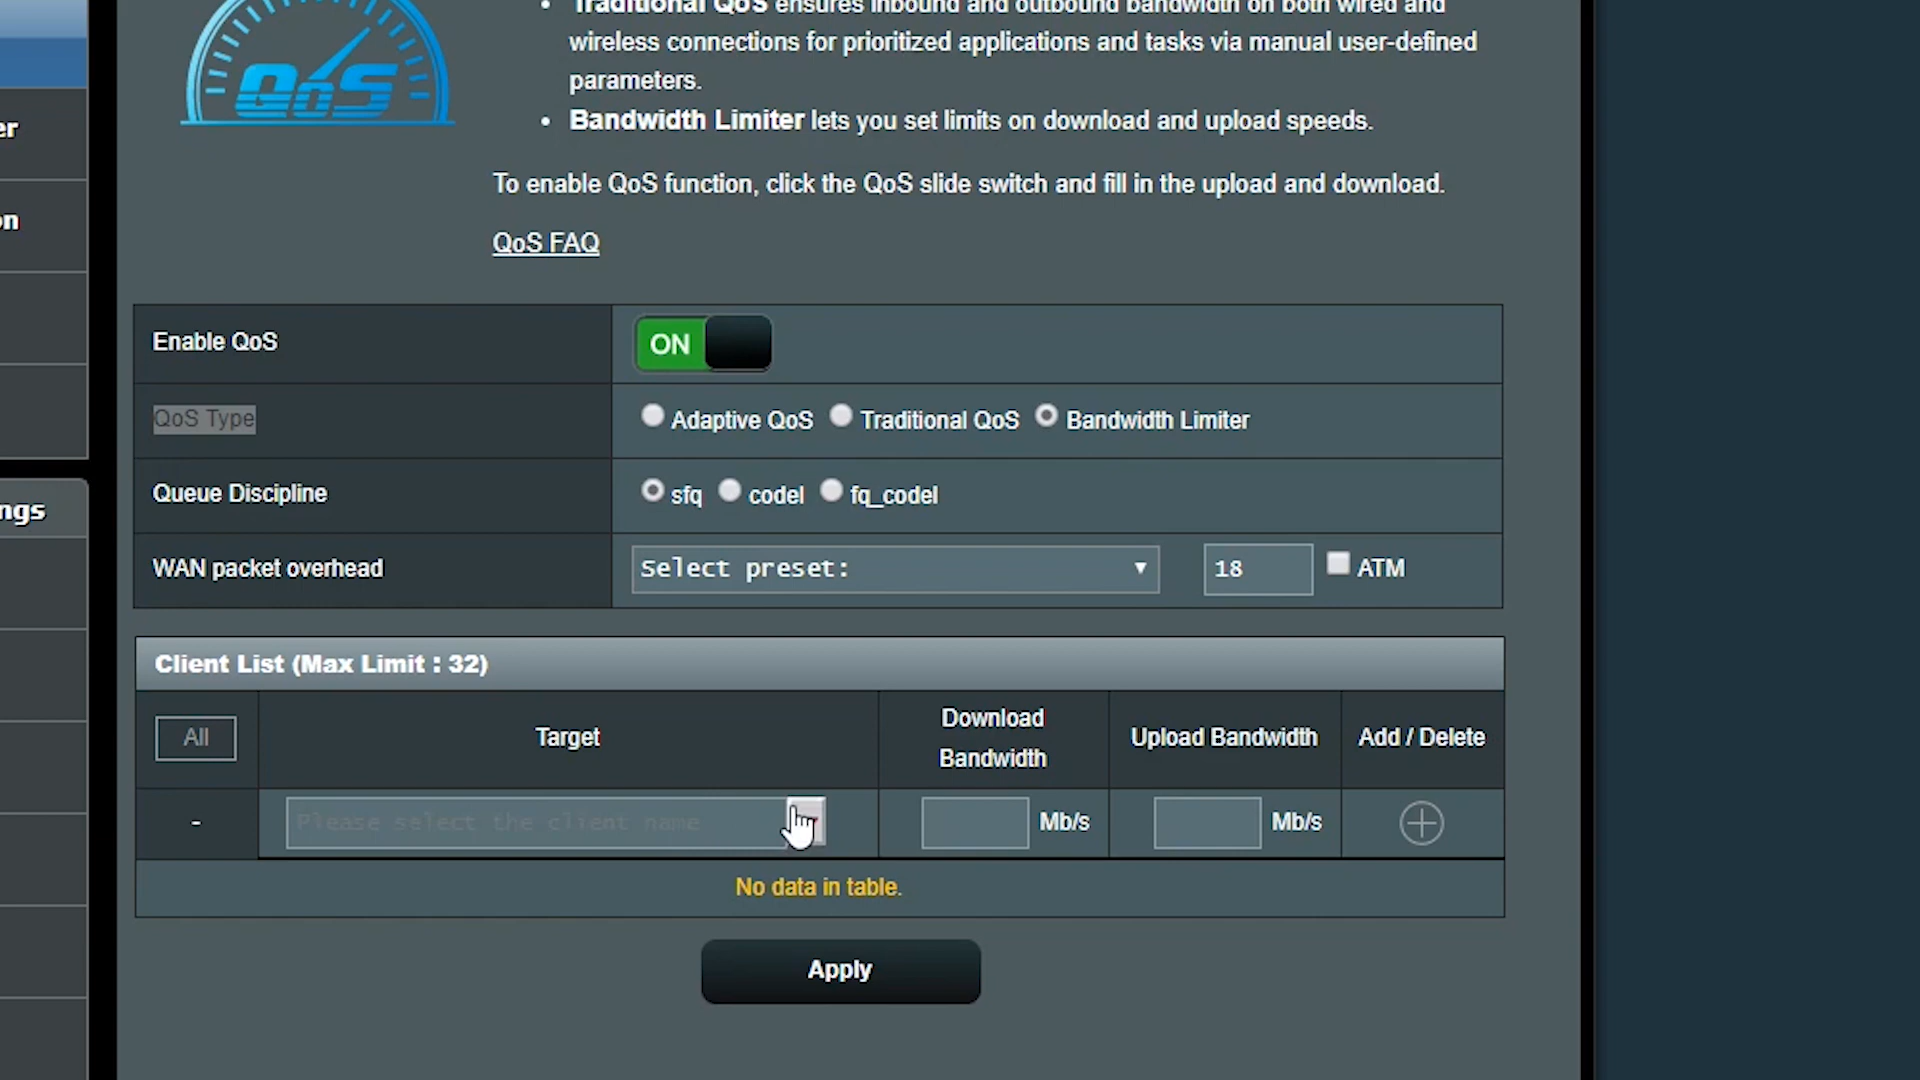 Traditional QoS ensures inbound and outbound bandwidth on both wired and
wireless connections for prioritized applications and tasks via manual user-defined
parameters.
Bandwidth Limiter lets you set limits on download and upload speeds.
QoS
To enable QoS function, click the QoS slide switch and fill in the upload and download.
QoS FAQ
er
on
ngs
Enable QoS ON
QoS Type Adaptive QoS Traditional QoS Bandwidth Limiter
Queue Discipline sfq codel fq_codel
WAN packet overhead Select preset: 18 ATM
Client List (Max Limit : 32)
All Target Download Bandwidth Upload Bandwidth Add / Delete
- Please select the client name Mb/s Mb/s
No data in table.
Apply